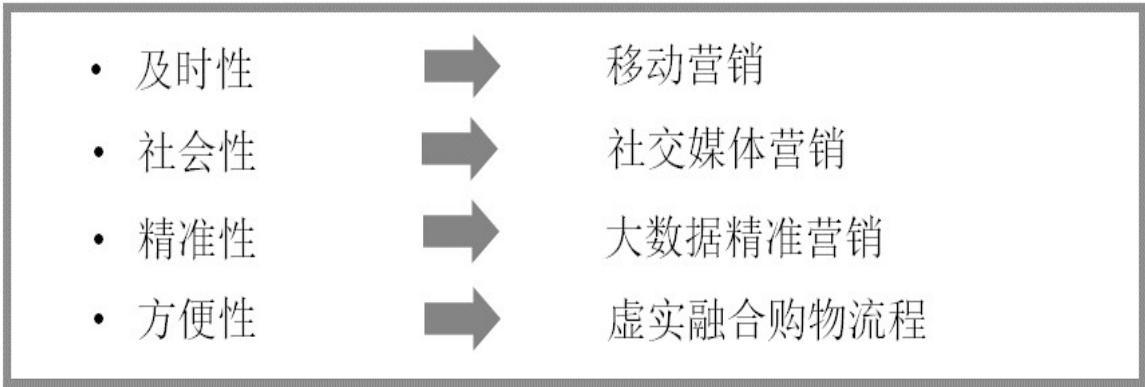 • 及时性 移动营销
• 社会性 社交媒体营销
• 精准性 大数据精准营销
• 方便性 虚实融合购物流程